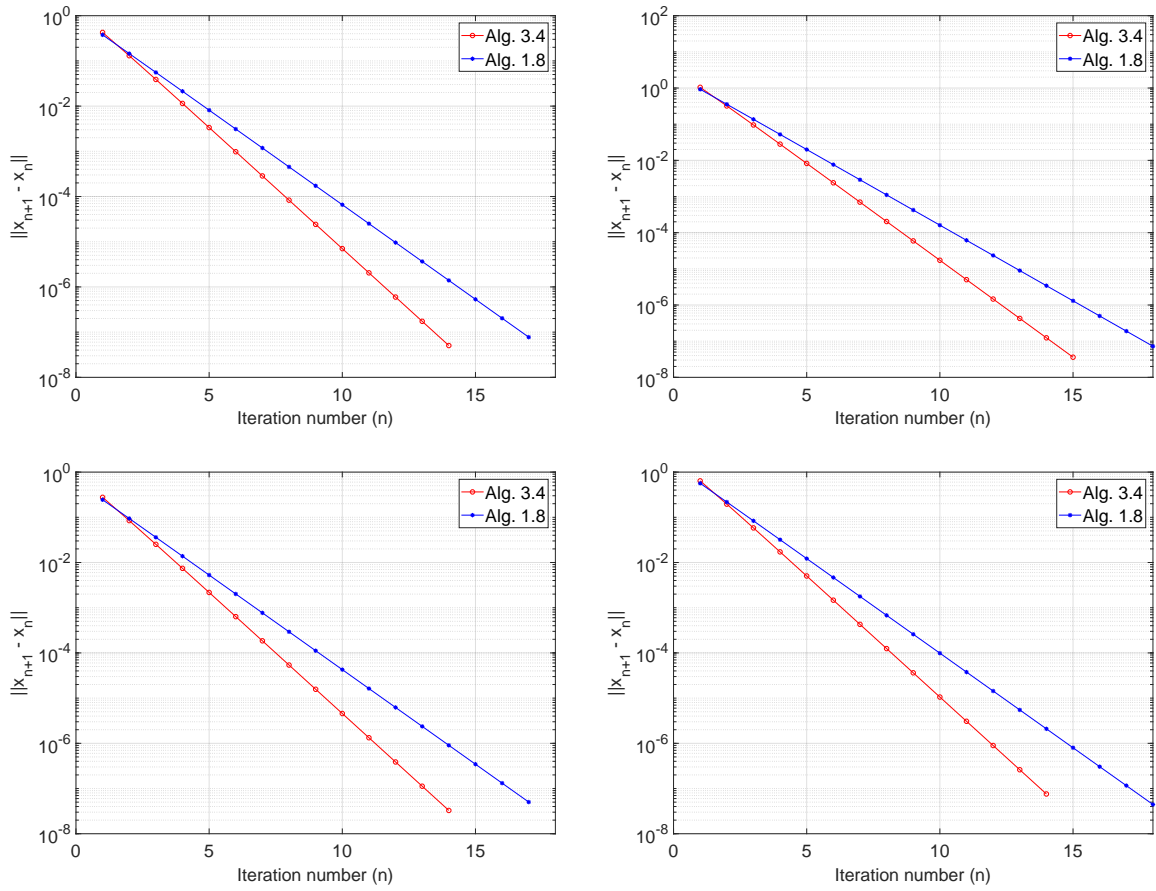 10^0
10^-2
10^-4
10^-6
10^-8
||x_{n+1} - x_n||
0 5 10 15
Iteration number (n)
Alg. 3.4
Alg. 1.8
10^2
10^0
10^-2
10^-4
10^-6
10^-8
||x_{n+1} - x_n||
0 5 10 15
Iteration number (n)
Alg. 3.4
Alg. 1.8
10^0
10^-2
10^-4
10^-6
10^-8
||x_{n+1} - x_n||
0 5 10 15
Iteration number (n)
Alg. 3.4
Alg. 1.8
10^0
10^-2
10^-4
10^-6
10^-8
||x_{n+1} - x_n||
0 5 10 15
Iteration number (n)
Alg. 3.4
Alg. 1.8